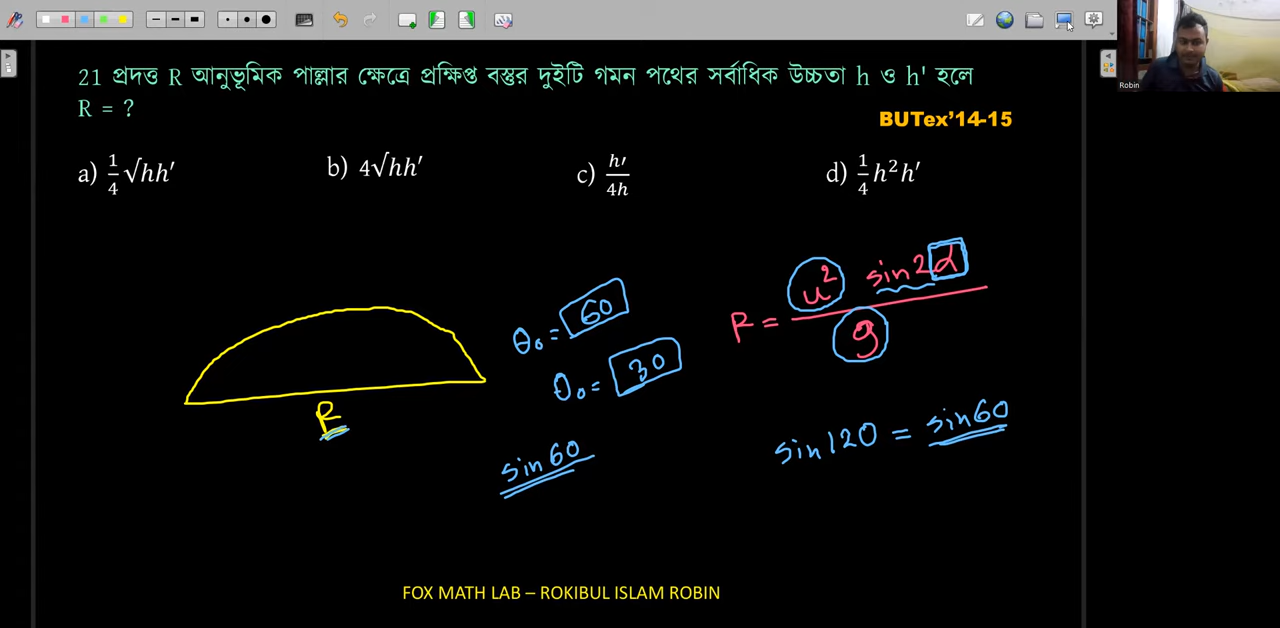 Robin
21 প্রদত্ত R আনুভূমিক পাল্লার ক্ষেত্রে প্রক্ষিপ্ত বস্তুর দুইটি গমন পথের সর্বাধিক উচ্চতা h ও h' হলে
R = ?
BUTex'14-15
a) 1/4 √hh′
b) 4√hh′
c) h′/4h
d) 1/4 h²h′
R = u² sin2α / g
θ₀ = 60
θ₀ = 30
R
sin120 = sin60
sin60
FOX MATH LAB – ROKIBUL ISLAM ROBIN